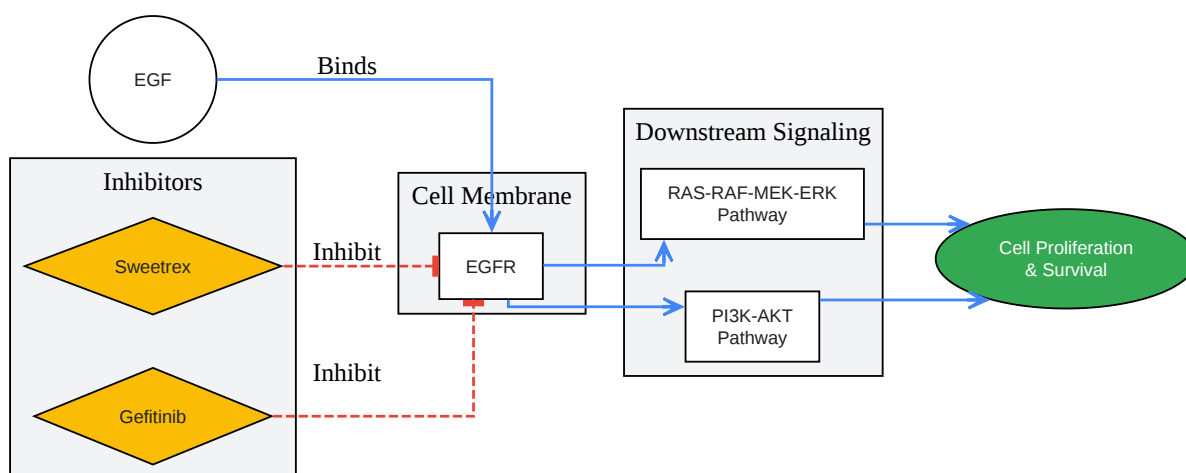 EGF
Binds
Downstream Signaling
Inhibitors
Cell Membrane
RAS-RAF-MEK-ERK
Pathway
Sweetrex
Inhibit
EGFR
Cell Proliferation
& Survival
PI3K-AKT
Pathway
Inhibit
Gefitinib